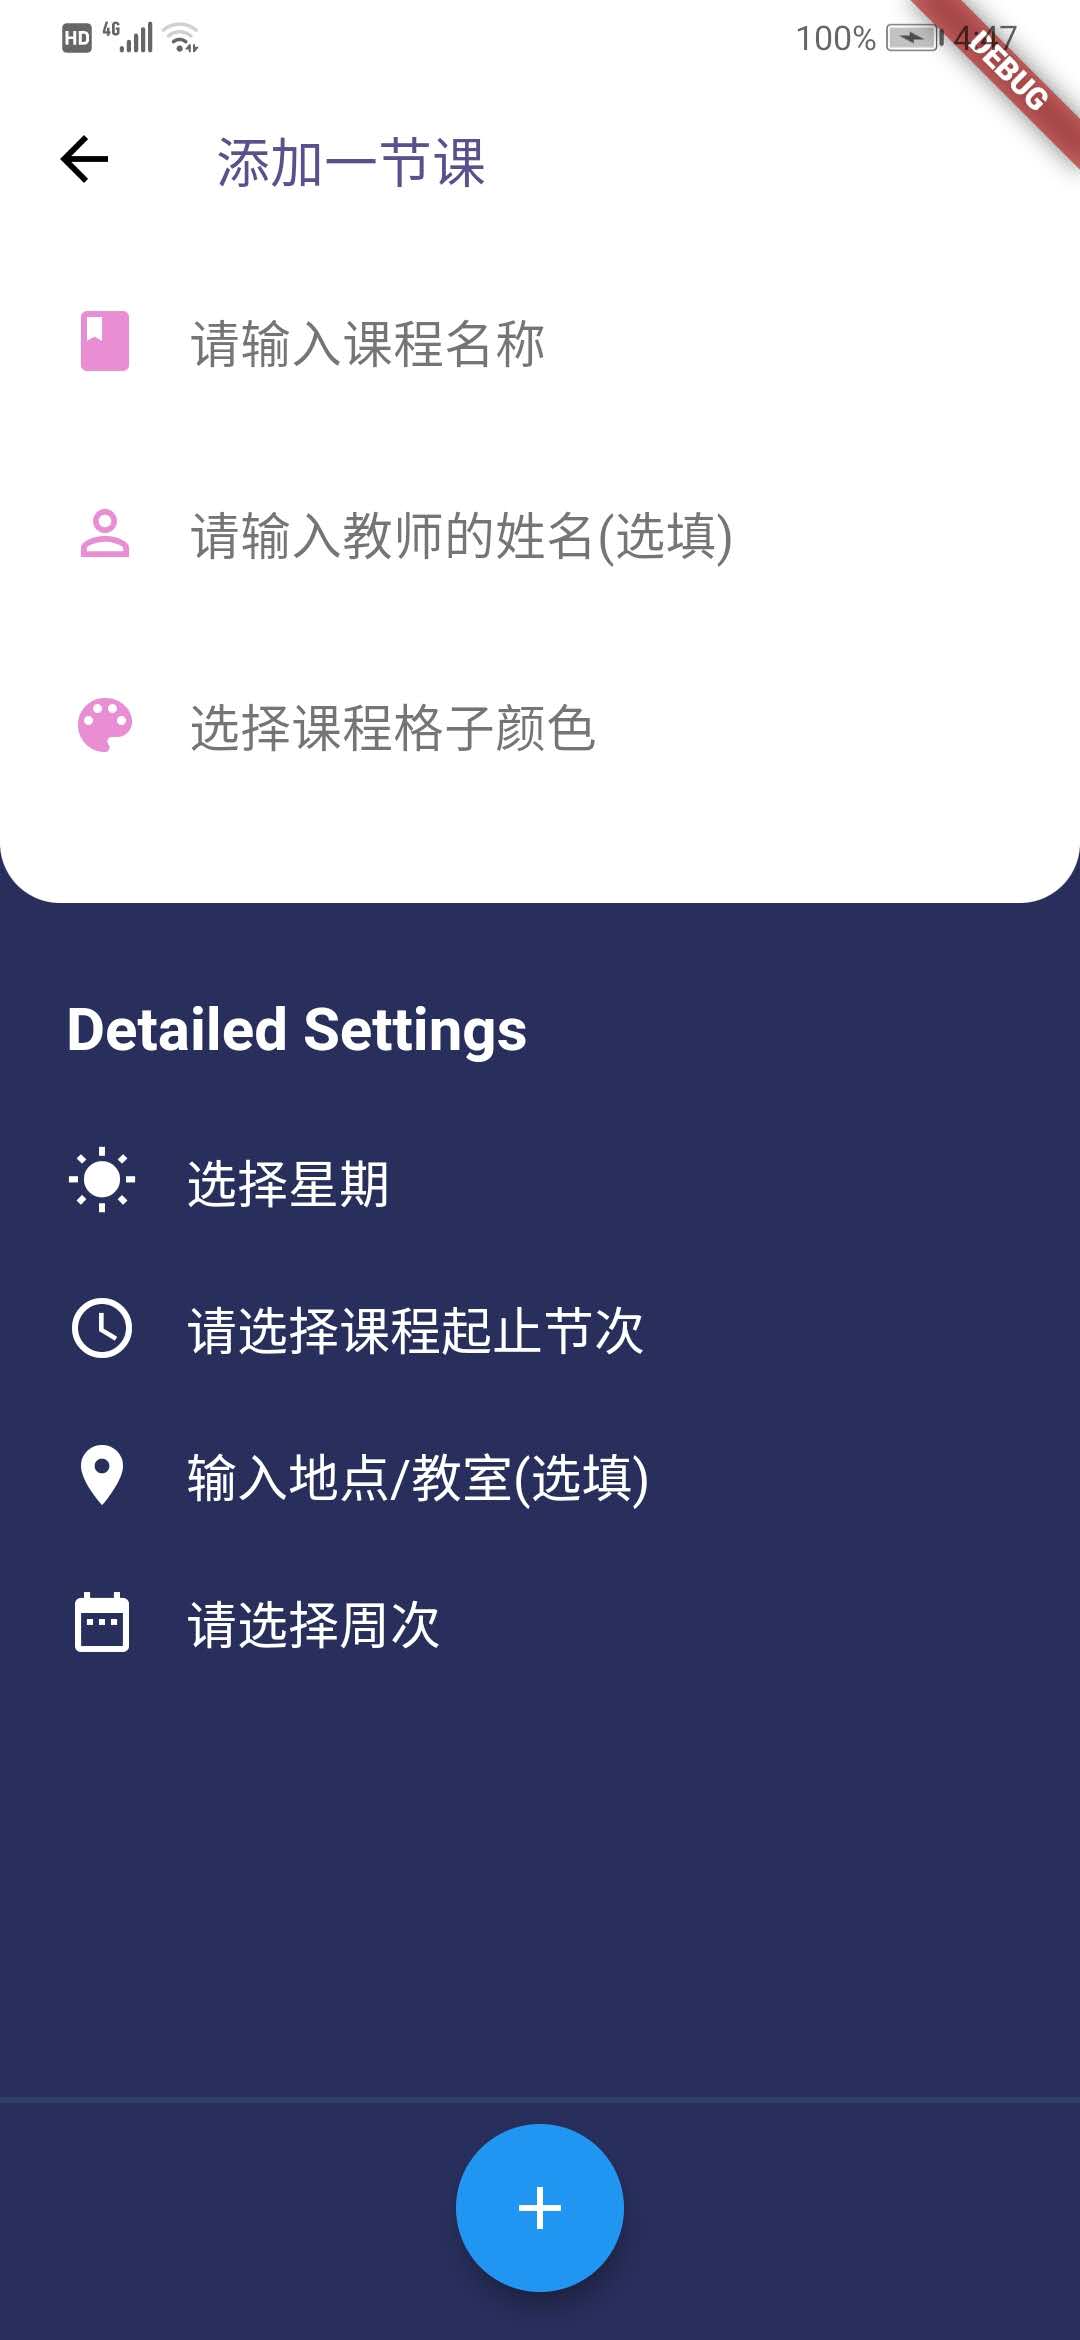 HD 4G 100% 4:47
DEBUG
添加一节课
请输入课程名称
请输入教师的姓名(选填)
选择课程格子颜色
Detailed Settings
选择星期
请选择课程起止节次
输入地点/教室(选填)
请选择周次